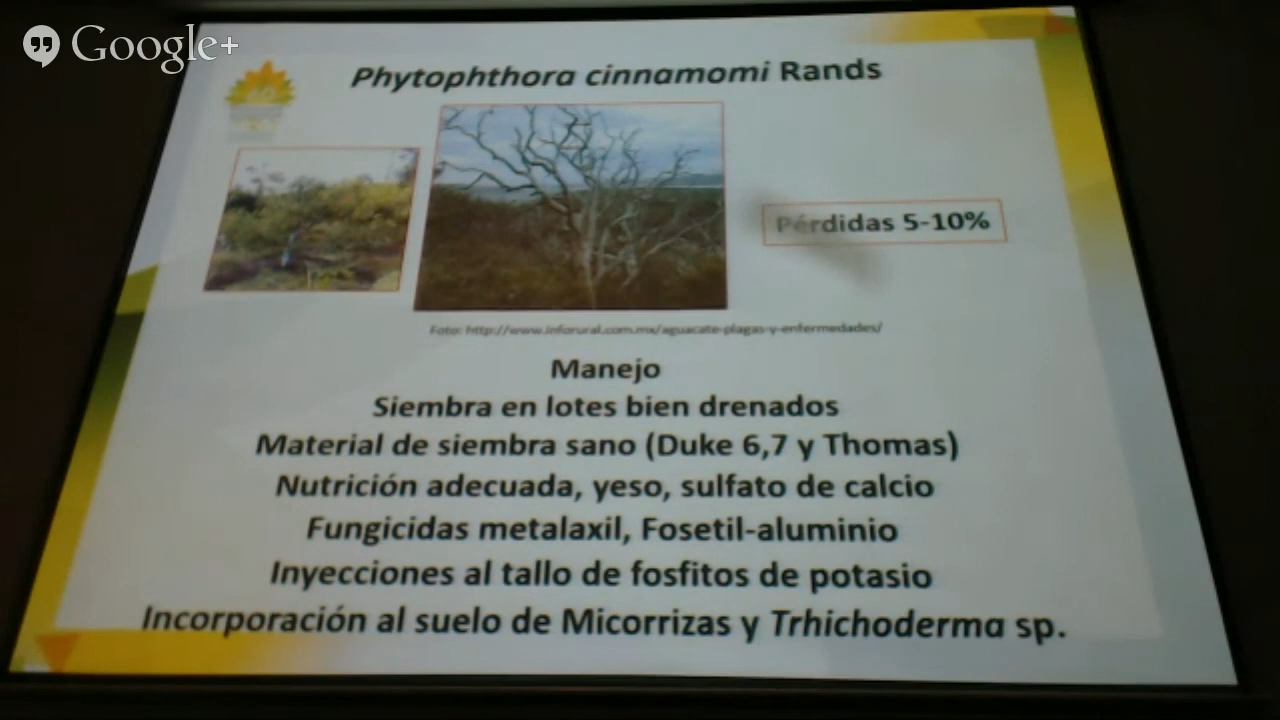 Google+
Phytophthora cinnamomi Rands
Pérdidas 5-10%
Foto: http://www.inforural.com.mx/aguacate-plagas-y-enfermedades/
Manejo
Siembra en lotes bien drenados
Material de siembra sano (Duke 6,7 y Thomas)
Nutrición adecuada, yeso, sulfato de calcio
Fungicidas metalaxil, Fosetil-aluminio
Inyecciones al tallo de fosfitos de potasio
Incorporación al suelo de Micorrizas y Trhichoderma sp.